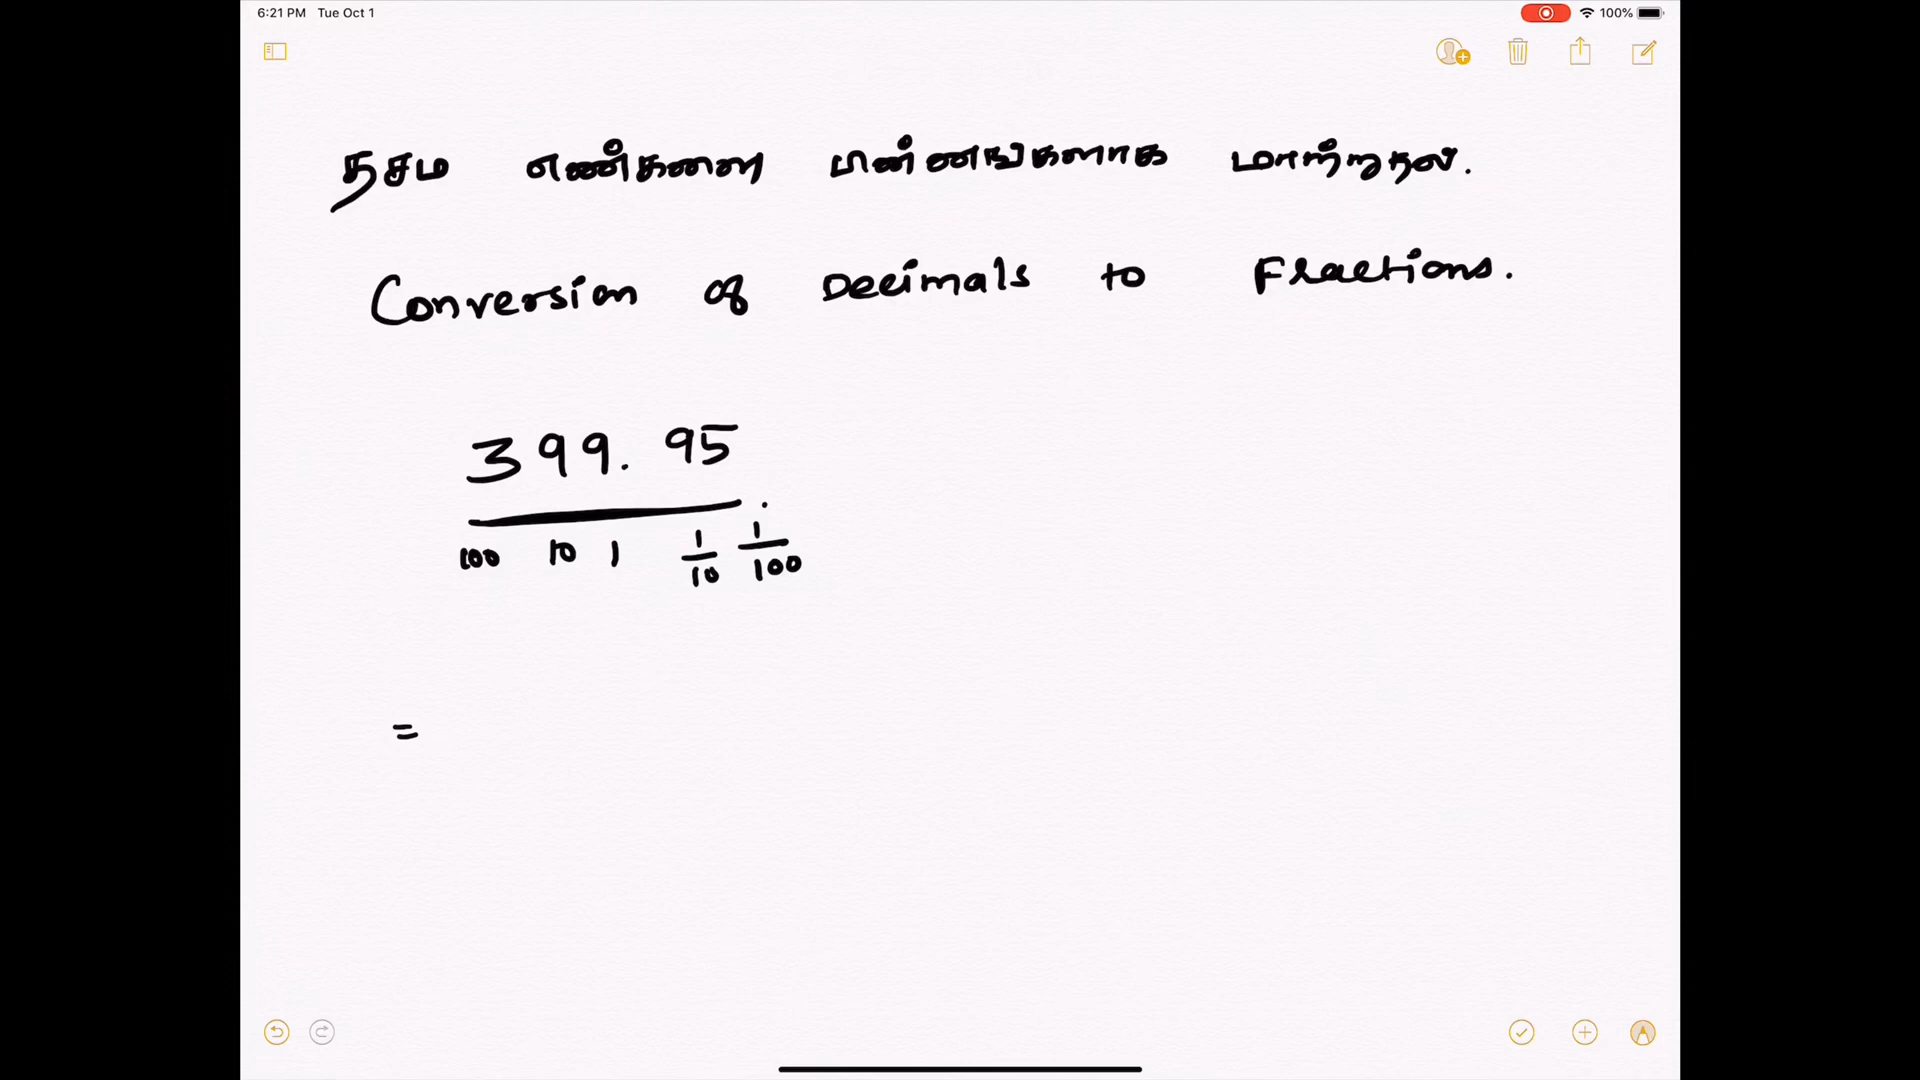 6:21 PM Tue Oct 1 100%
தசம எண்களை பின்னங்களாக மாற்றுதல்.
Conversion of Decimals to Fractions.
399.95
100 10 1 1/10 1/100
=